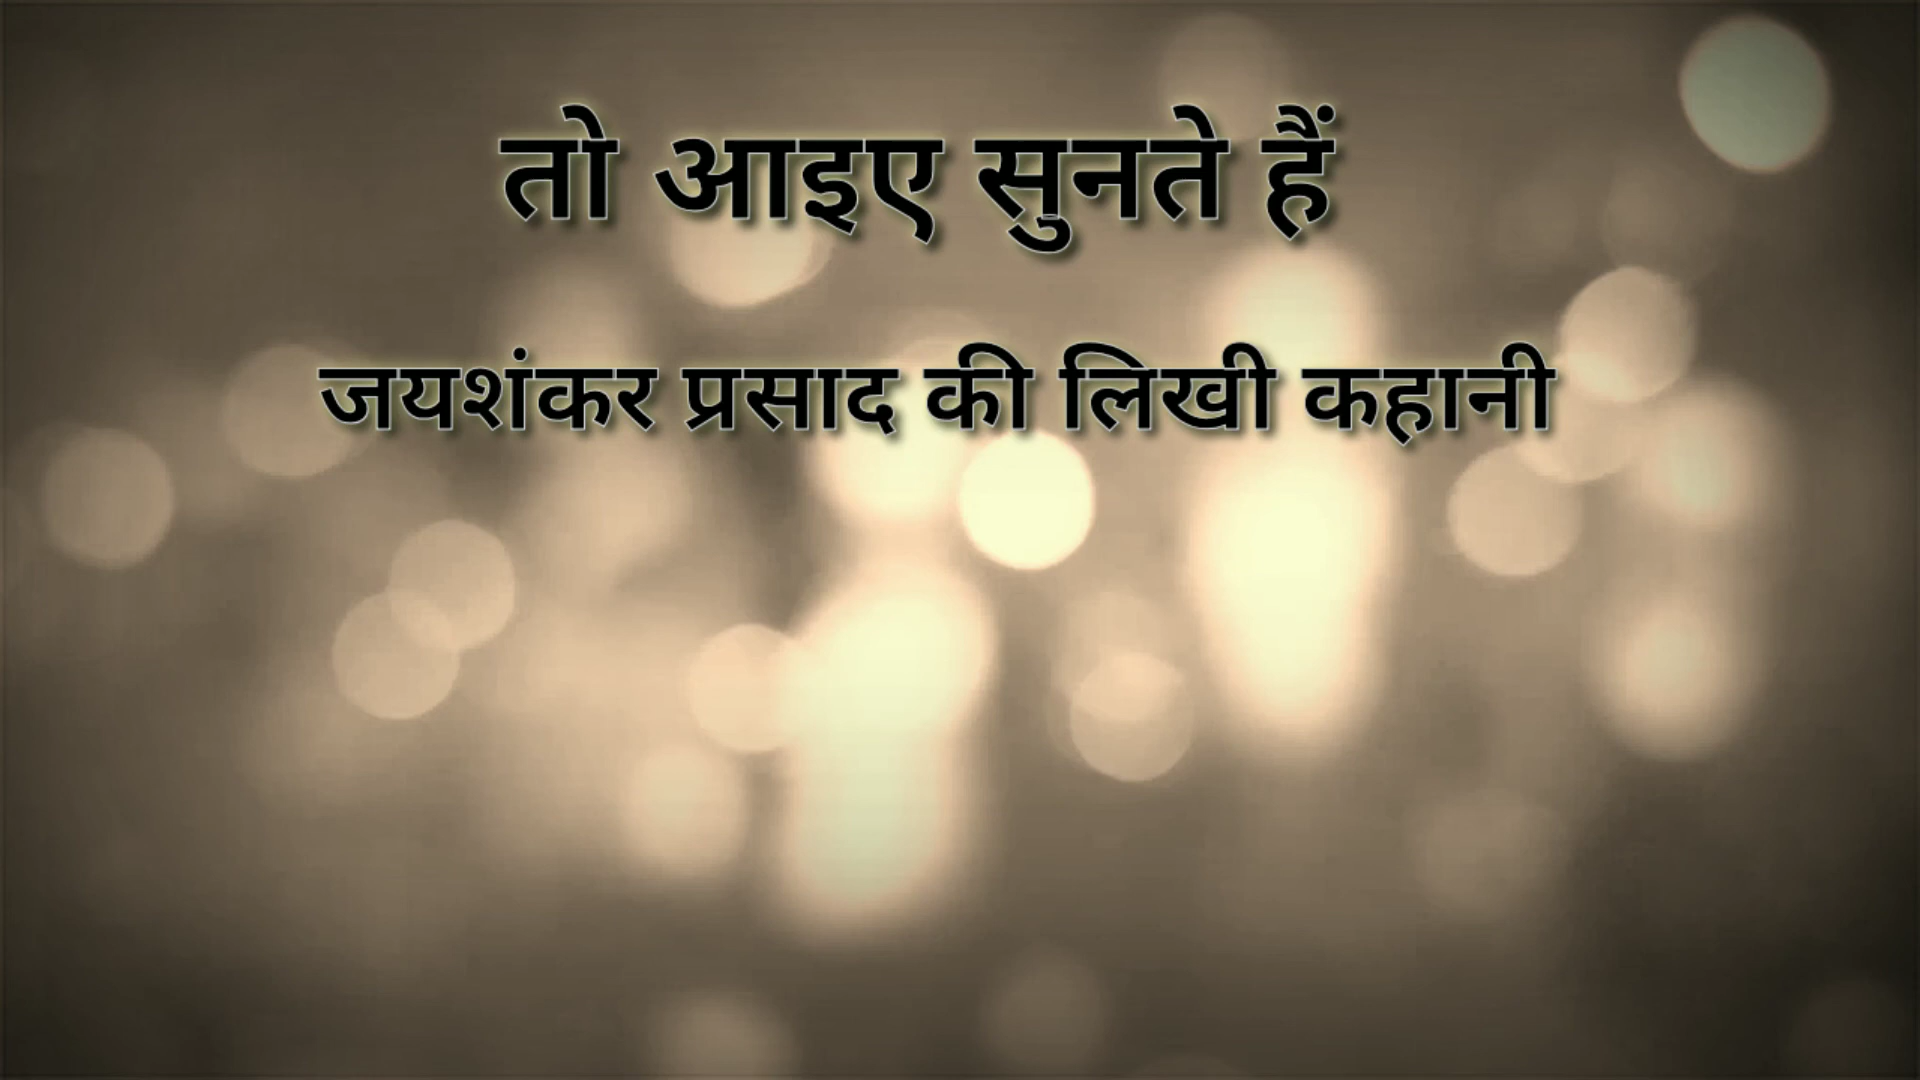 तो आइए सुनते हैं
जयशंकर प्रसाद की लिखी कहानी